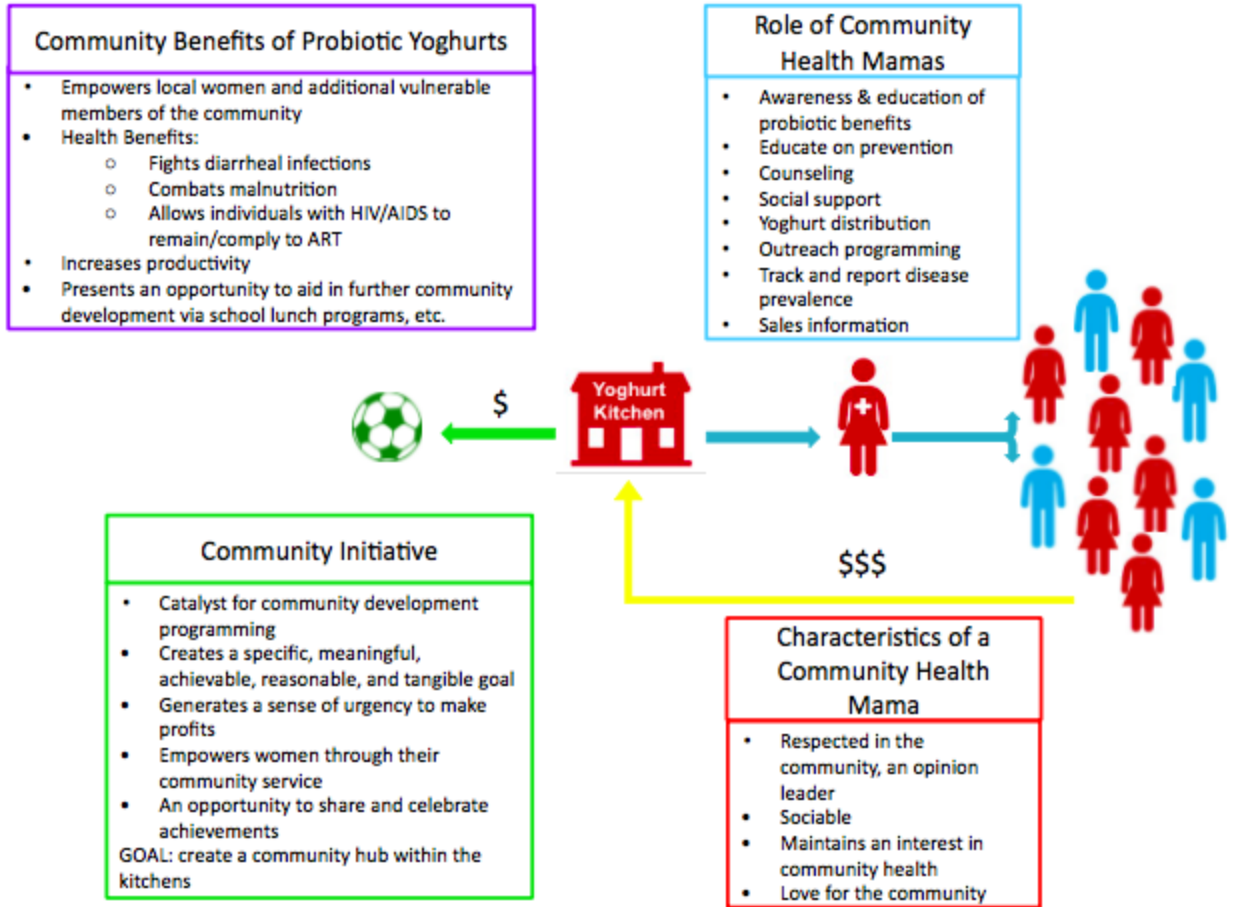 Community Benefits of Probiotic Yoghurts
• Empowers local women and additional vulnerable
members of the community
• Health Benefits:
○ Fights diarrheal infections
○ Combats malnutrition
○ Allows individuals with HIV/AIDS to
remain/comply to ART
• Increases productivity
• Presents an opportunity to aid in further community
development via school lunch programs, etc.
Role of Community
Health Mamas
• Awareness & education of
probiotic benefits
• Educate on prevention
• Counseling
• Social support
• Yoghurt distribution
• Outreach programming
• Track and report disease
prevalence
• Sales information
$
Yoghurt
Kitchen
$$$
Community Initiative
• Catalyst for community development
programming
• Creates a specific, meaningful,
achievable, reasonable, and tangible goal
• Generates a sense of urgency to make
profits
• Empowers women through their
community service
• An opportunity to share and celebrate
achievements
GOAL: create a community hub within the
kitchens
Characteristics of a
Community Health
Mama
• Respected in the
community, an opinion
leader
• Sociable
• Maintains an interest in
community health
• Love for the community